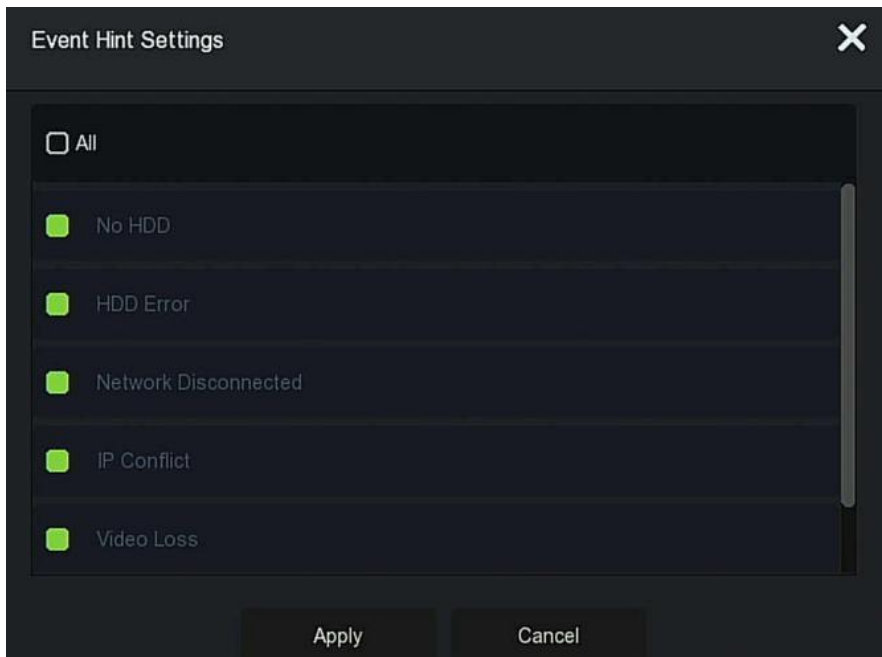 Event Hint Settings
All
No HDD
HDD Error
Network Disconnected
IP Conflict
Video Loss
Apply
Cancel